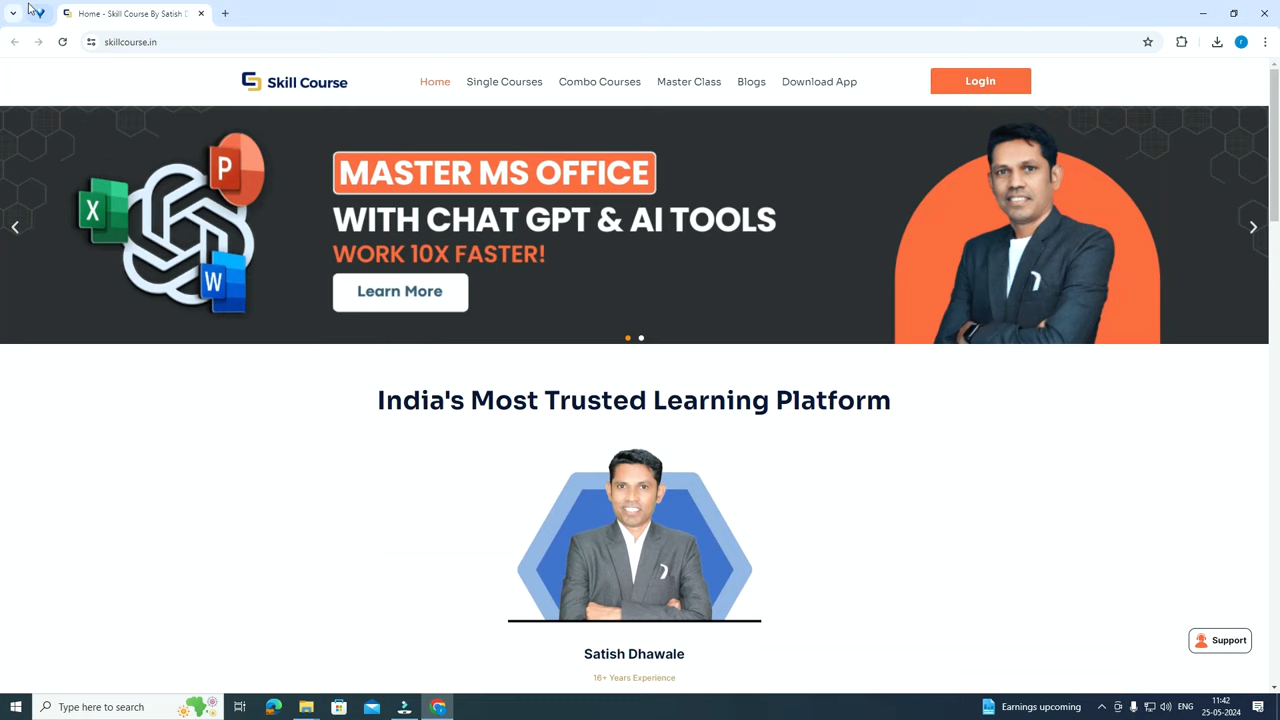 Home - Skill Course By Satish D
skillcourse.in
Skill Course
Home
Single Courses
Combo Courses
Master Class
Blogs
Download App
Login
MASTER MS OFFICE
WITH CHAT GPT & AI TOOLS
WORK 10X FASTER!
Learn More
P
X
W
India's Most Trusted Learning Platform
Satish Dhawale
16+ Years Experience
Support
Type here to search
Earnings upcoming
ENG
11:42
25-05-2024